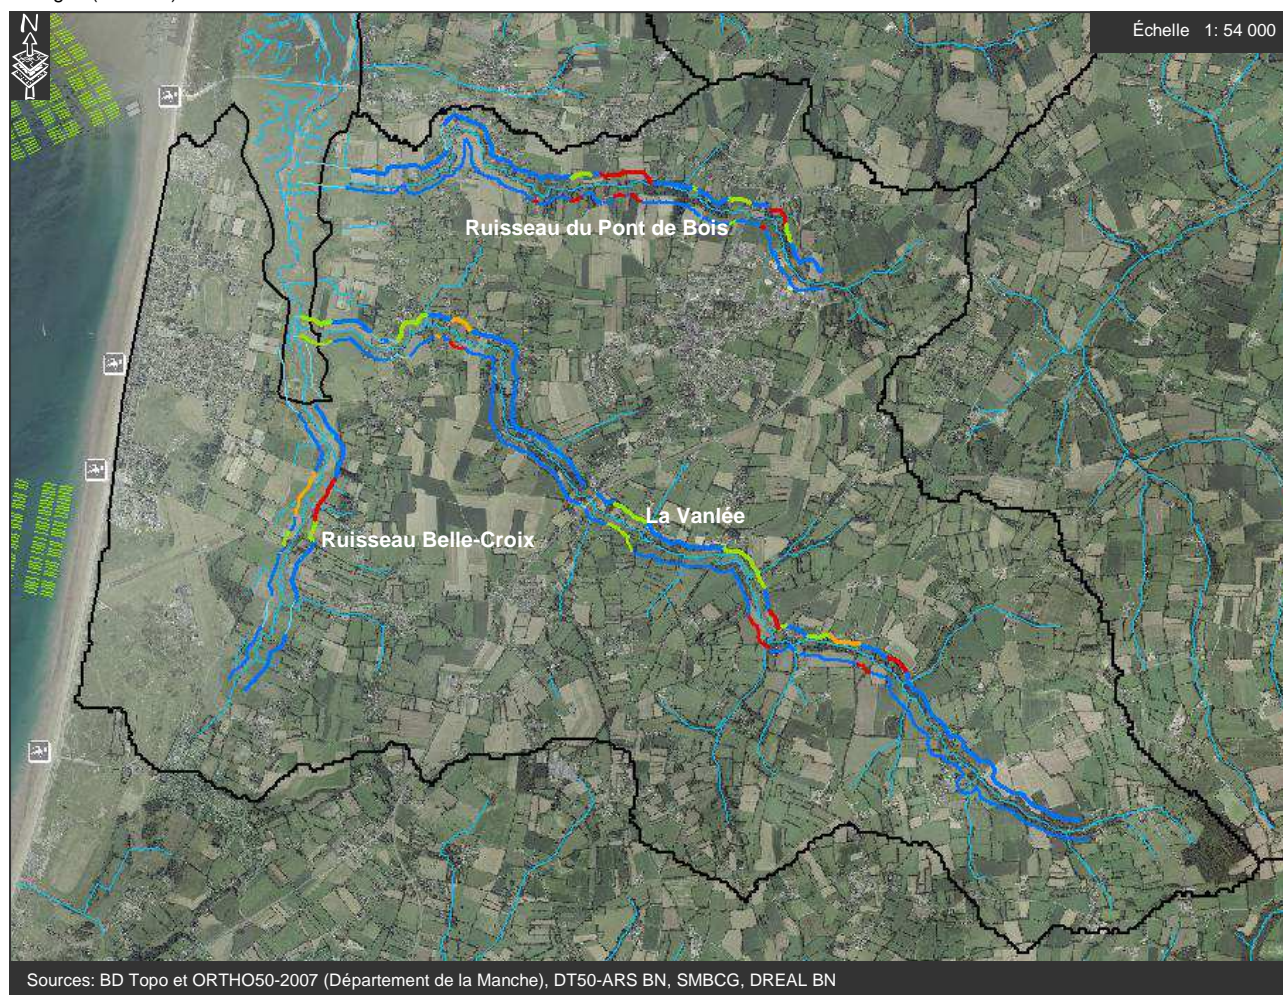 N
Échelle 1: 54 000
Ruisseau du Pont de Bois
La Vanlée
Ruisseau Belle-Croix
Sources: BD Topo et ORTHO50-2007 (Département de la Manche), DT50-ARS BN, SMBCG, DREAL BN